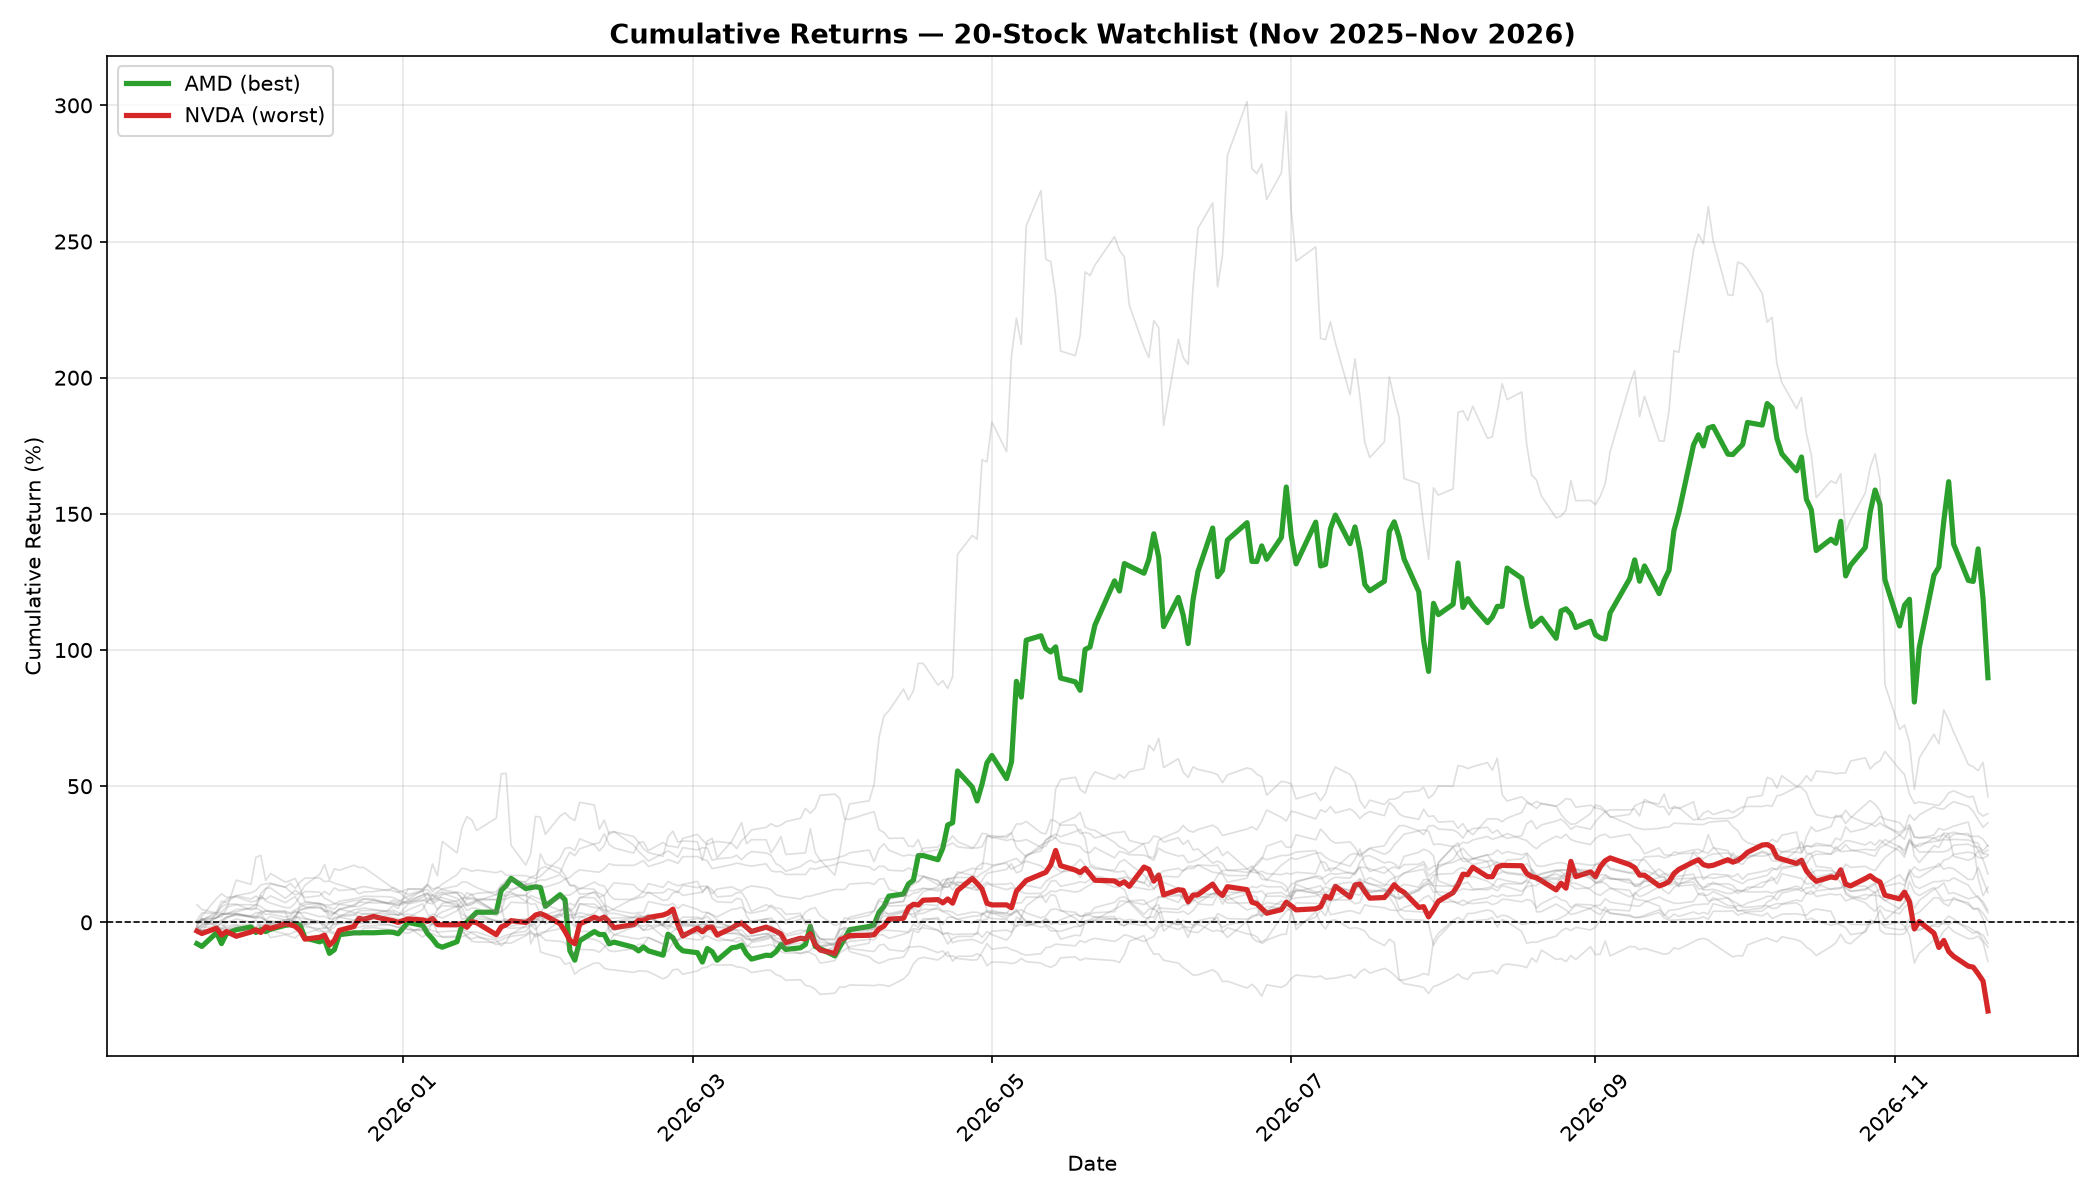 Cumulative Returns — 20-Stock Watchlist (Nov 2025–Nov 2026)
AMD (best)
NVDA (worst)
Cumulative Return (%)
300
250
200
150
100
50
0
2026-01
2026-03
2026-05
2026-07
2026-09
2026-11
Date